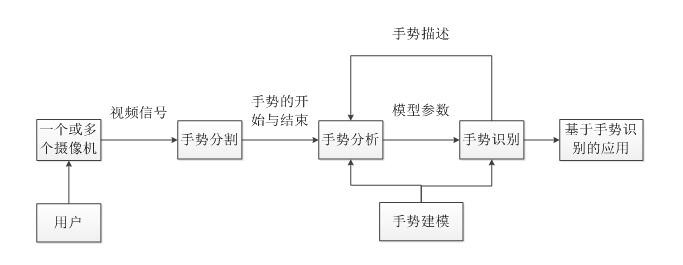 手势描述
视频信号
手势的开
始与结束
模型参数
一个或多
个摄像机
手势分割
手势分析
手势识别
基于手势识
别的应用
用户
手势建模